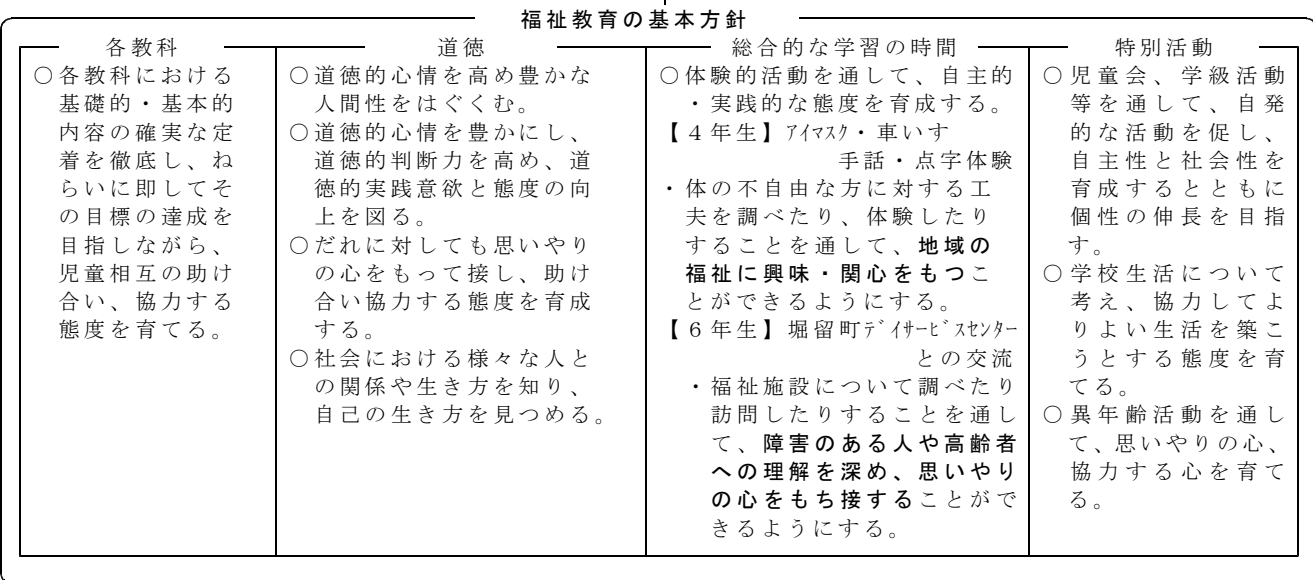 福祉教育の基本方針
各教科
○各教科における
基礎的・基本的
内容の確実な定
着を徹底し、ね
らいに即してそ
の目標の達成を
目指しながら、
児童相互の助け
合い、協力する
態度を育てる。
道徳
○道徳的心情を高め豊かな
人間性をはぐくむ。
○道徳的心情を豊かにし、
道徳的判断力を高め、道
徳的実践意欲と態度の向
上を図る。
○だれに対しても思いやり
の心をもって接し、助け
合い協力する態度を育成
する。
○社会における様々な人と
の関係や生き方を知り、
自己の生き方を見つめる。
総合的な学習の時間
○体験的活動を通して、自主的
・実践的な態度を育成する。
【4年生】ｱｲﾏｽｸ・車いす
手話・点字体験
・体の不自由な方に対する工
夫を調べたり、体験したり
することを通して、地域の
福祉に興味・関心をもつこ
とができるようにする。
【6年生】堀留町ﾃﾞｲｻｰﾋﾞｽｾﾝﾀｰ
との交流
・福祉施設について調べたり
訪問したりすることを通し
て、障害のある人や高齢者
への理解を深め、思いやり
の心をもち接することがで
きるようにする。
特別活動
○児童会、学級活動
等を通して、自発
的な活動を促し、
自主性と社会性を
育成するとともに
個性の伸長を目指
す。
○学校生活について
考え、協力してよ
りよい生活を築こ
うとする態度を育
てる。
○異年齢活動を通し
て、思いやりの心、
協力する心を育て
る。